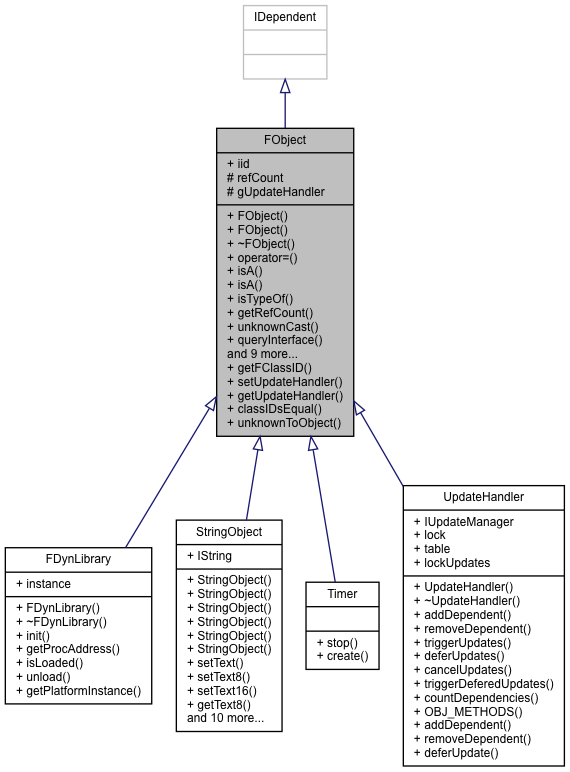 IDependent
FObject
+ iid
# refCount
# gUpdateHandler
+ FObject()
+ FObject()
+ ~FObject()
+ operator=()
+ isA()
+ isA()
+ isTypeOf()
+ getRefCount()
+ unknownCast()
+ queryInterface()
and 9 more...
+ getFClassID()
+ setUpdateHandler()
+ getUpdateHandler()
+ classIDsEqual()
+ unknownToObject()
FDynLibrary
+ instance
+ FDynLibrary()
+ ~FDynLibrary()
+ init()
+ getProcAddress()
+ isLoaded()
+ unload()
+ getPlatformInstance()
StringObject
+ IString
+ StringObject()
+ StringObject()
+ StringObject()
+ StringObject()
+ StringObject()
+ StringObject()
+ setText()
+ setText8()
+ setText16()
+ getText8()
and 10 more...
Timer
+ stop()
+ create()
UpdateHandler
+ IUpdateManager
+ lock
+ table
+ lockUpdates
+ UpdateHandler()
+ ~UpdateHandler()
+ addDependent()
+ removeDependent()
+ triggerUpdates()
+ deferUpdates()
+ cancelUpdates()
+ triggerDeferedUpdates()
+ countDependencies()
+ OBJ_METHODS()
+ addDependent()
+ removeDependent()
+ deferUpdate()